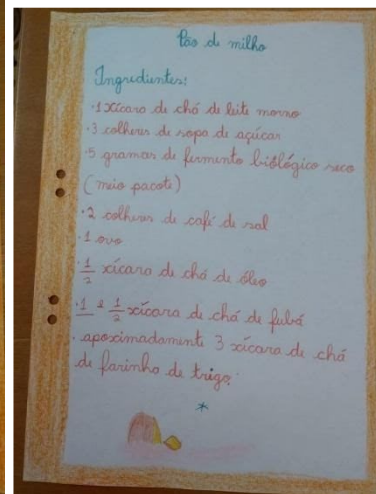 Pão de milho
Ingredientes:
·1 xícara de chá de leite morno
·3 colheres de sopa de açúcar
·5 gramas de fermento biológico seco
(meio pacote)
·2 colheres de café de sal
·1 ovo
·1/2 xícara de chá de óleo
·1 e 1/2 xícara de chá de fubá
·aproximadamente 3 xícara de chá
de farinha de trigo.
*